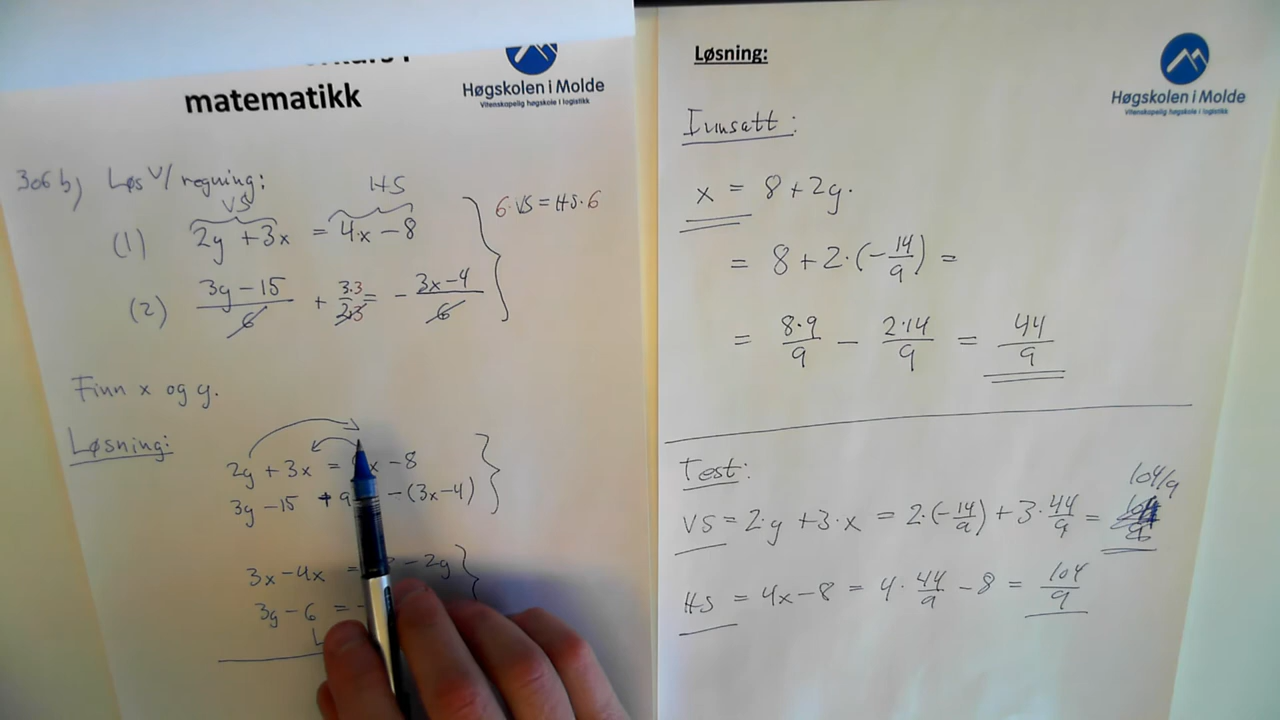 matematikk
Høgskolen i Molde
Vitenskapelig høgskole i logistikk
306 b) Løs v/ regning:
VS HS
(1) 2y + 3x = 4x - 8
6·VS = HS·6
(2) (3y - 15)/6 + 3·3/2·3 = - (3x - 4)/6
Finn x og y.
Løsning:
2y + 3x = x - 8
3y - 15 + 9 - (3x - 4)
3x - 4x = - 2y
3y - 6 =
Løsning:
Høgskolen i Molde
Vitenskapelig høgskole i logistikk
Innsatt:
x = 8 + 2y.
= 8 + 2·(-14/9) =
= 8·9/9 - 2·14/9 = 44/9
Test:
VS = 2·y + 3·x = 2·(-14/9) + 3·44/9 = 104/9
HS = 4x - 8 = 4·44/9 - 8 = 104/9